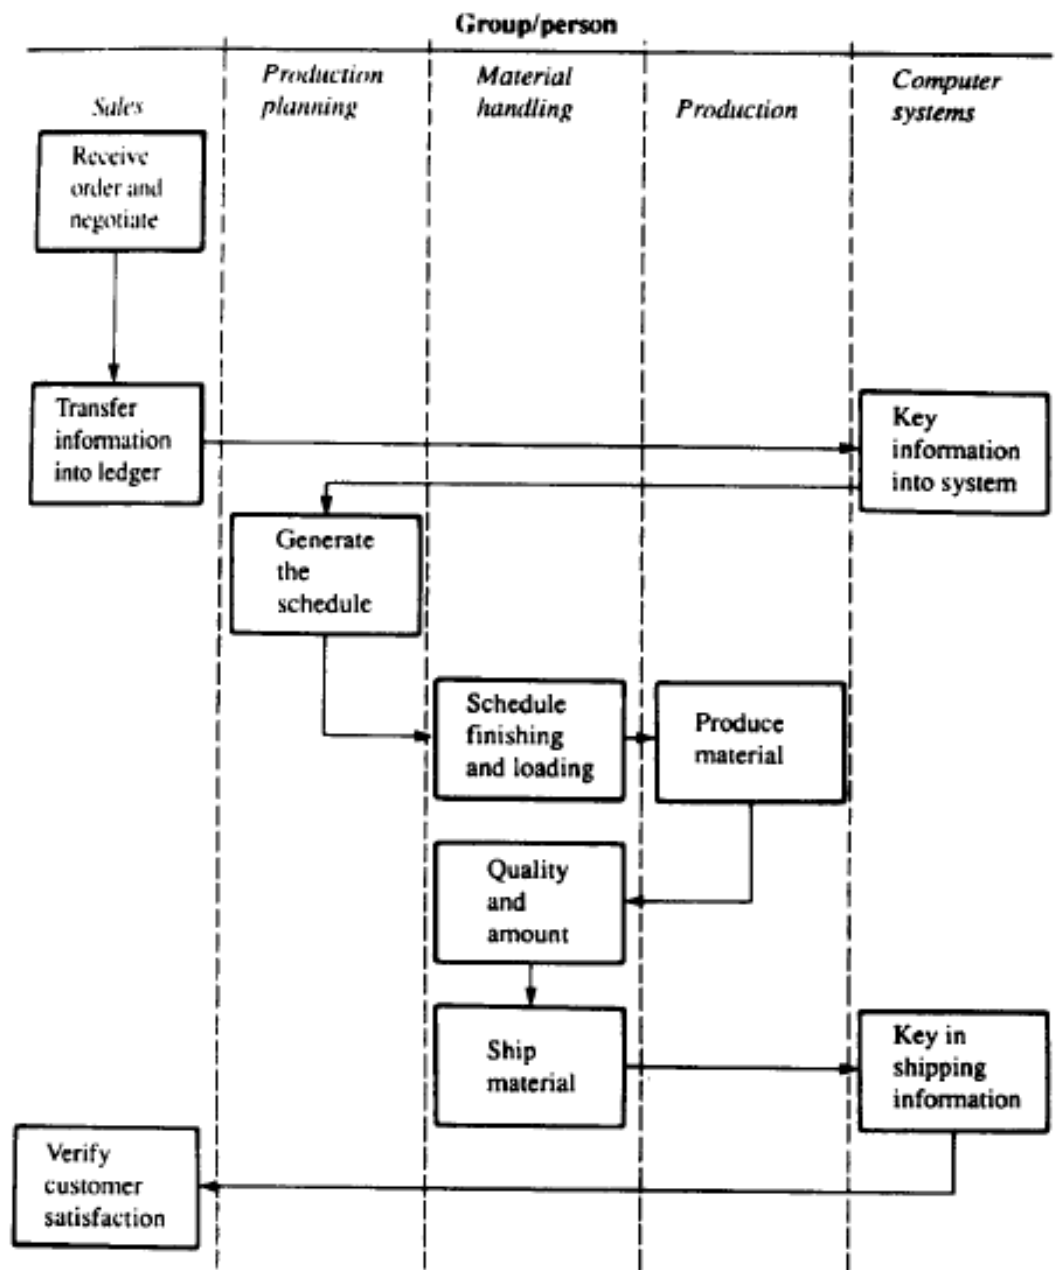 Group/person
Sales
Production
planning
Material
handling
Production
Computer
systems
Receive
order and
negotiate
Transfer
information
into ledger
Key
information
into system
Generate
the
schedule
Schedule
finishing
and loading
Produce
material
Quality
and
amount
Ship
material
Key in
shipping
information
Verify
customer
satisfaction